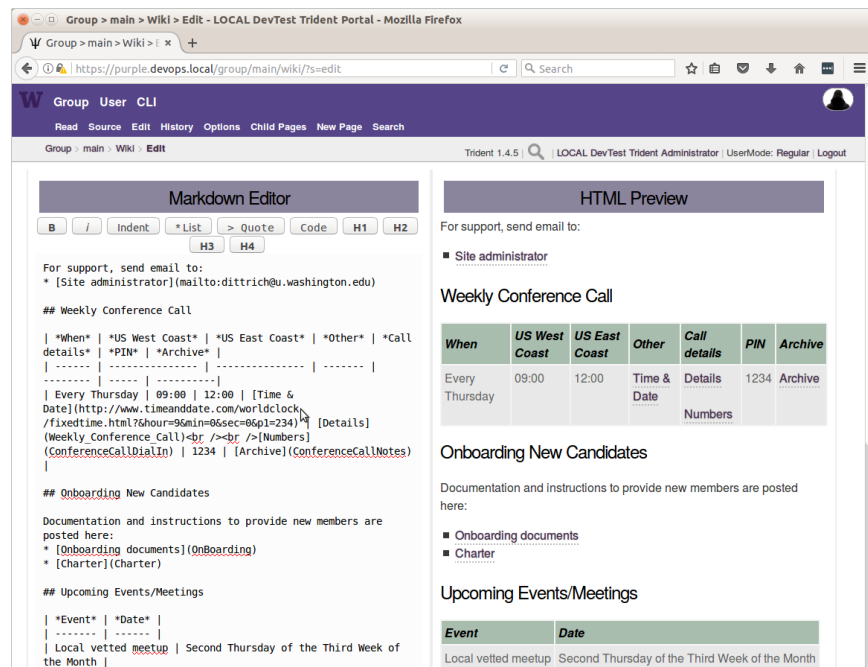 Group > main > Wiki > Edit - LOCAL DevTest Trident Portal - Mozilla Firefox
Group > main > Wiki > E
https://purple.devops.local/group/main/wiki/?s=edit
Search
W Group User CLI
Read Source Edit History Options Child Pages New Page Search
Group > main > Wiki > Edit
Trident 1.4.5 | LOCAL DevTest Trident Administrator | UserMode: Regular | Logout
Markdown Editor
B i Indent * List > Quote Code H1 H2
H3 H4
For support, send email to:
* [Site administrator](mailto:dittrich@u.washington.edu)
## Weekly Conference Call
| *When* | *US West Coast* | *US East Coast* | *Other* | *Call
details* | *PIN* | *Archive* |
| ------ | -------------- | -------------- | ------- |
-------- | ----- | ----------|
| Every Thursday | 09:00 | 12:00 | [Time &
Date](http://www.timeanddate.com/worldclock
/fixedtime.html?&hour=9&min=0&sec=0&p1=234) | [Details]
(Weekly_Conference_Call)<br /><br />[Numbers]
(ConferenceCallDialIn) | 1234 | [Archive](ConferenceCallNotes)
|
## Onboarding New Candidates
Documentation and instructions to provide new members are
posted here:
* [Onboarding documents](OnBoarding)
* [Charter](Charter)
## Upcoming Events/Meetings
| *Event* | *Date* |
| ------- | ------ |
| Local vetted meetup | Second Thursday of the Third Week of
the Month |
HTML Preview
For support, send email to:
Site administrator
Weekly Conference Call
When US West Coast US East Coast Other Call details PIN Archive
Every Thursday 09:00 12:00 Time & Date Details 1234 Archive
Numbers
Onboarding New Candidates
Documentation and instructions to provide new members are posted
here:
Onboarding documents
Charter
Upcoming Events/Meetings
Event Date
Local vetted meetup Second Thursday of the Third Week of the Month